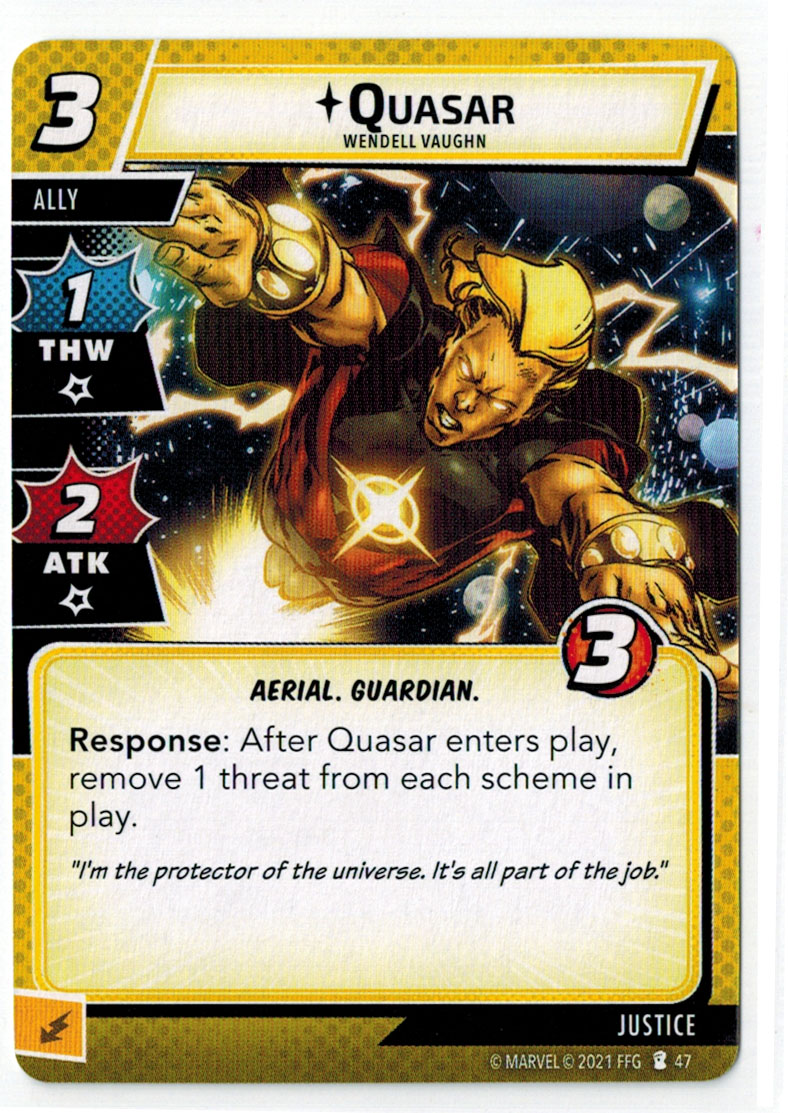 3
QUASAR
WENDELL VAUGHN
ALLY
1
THW
2
ATK
3
AERIAL. GUARDIAN.
Response: After Quasar enters play,
remove 1 threat from each scheme in
play.
"I'm the protector of the universe. It's all part of the job."
JUSTICE
© MARVEL © 2021 FFG 47